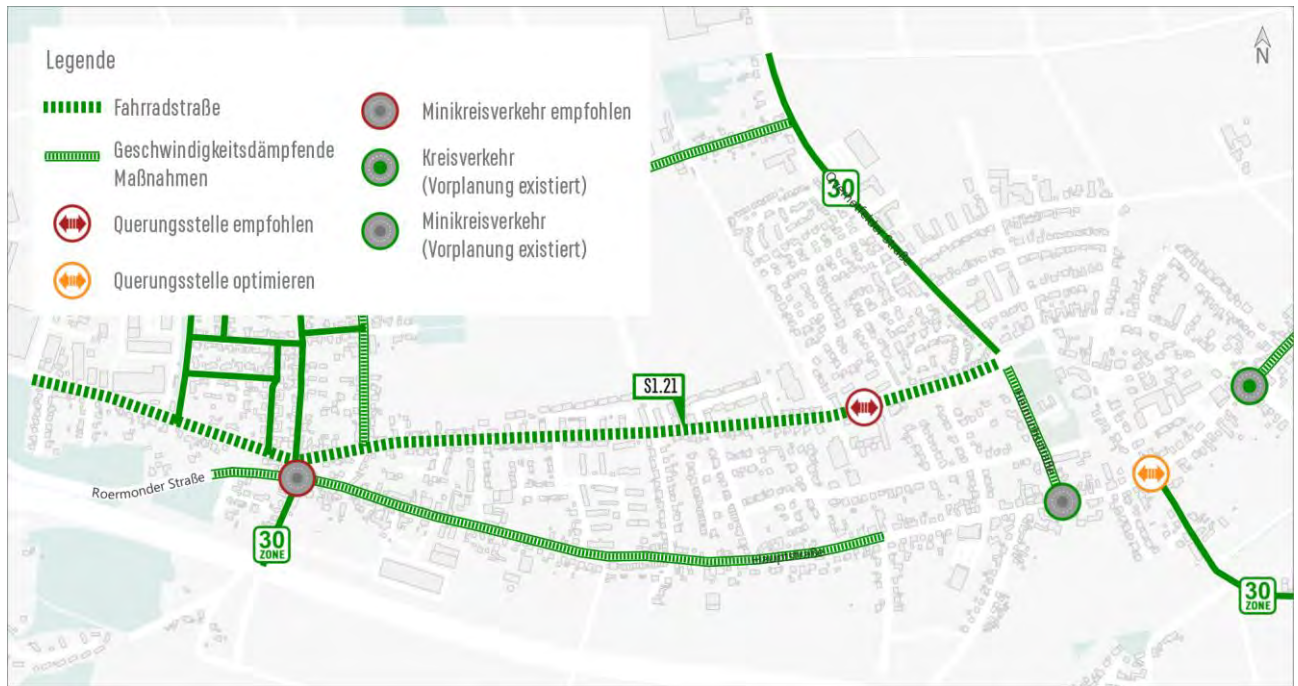 Legende
Fahrradstraße
Geschwindigkeitsdämpfende
Maßnahmen
Querungsstelle empfohlen
Querungsstelle optimieren
Minikreisverkehr empfohlen
Kreisverkehr
(Vorplanung existiert)
Minikreisverkehr
(Vorplanung existiert)
N
30
S1.21
Roermonder Straße
30
ZONE
Hauptstraße
30
ZONE